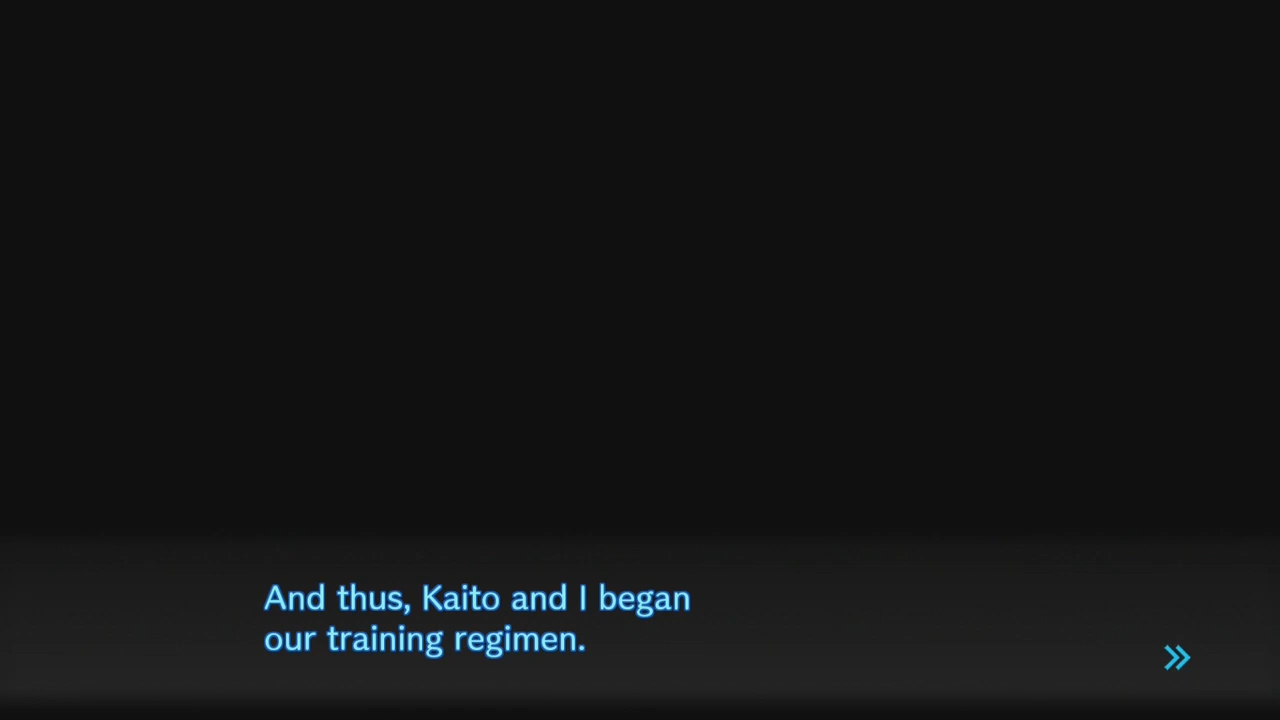 And thus, Kaito and I began
our training regimen.